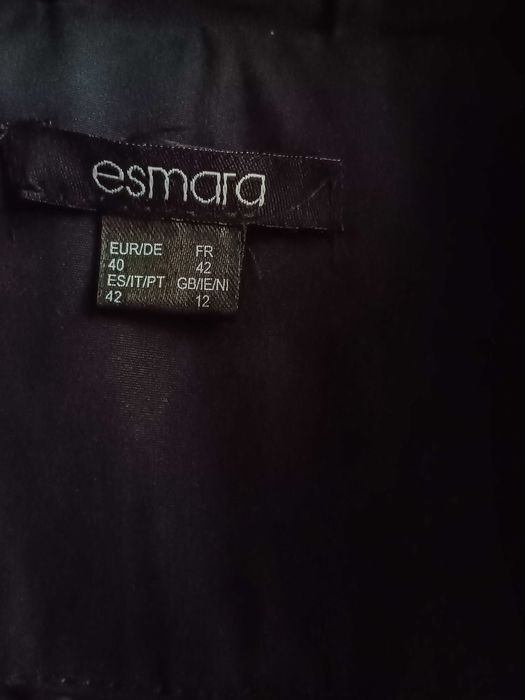 esmara
EUR/DE FR
40 42
ES/IT/PT GB/IE/NI
42 12